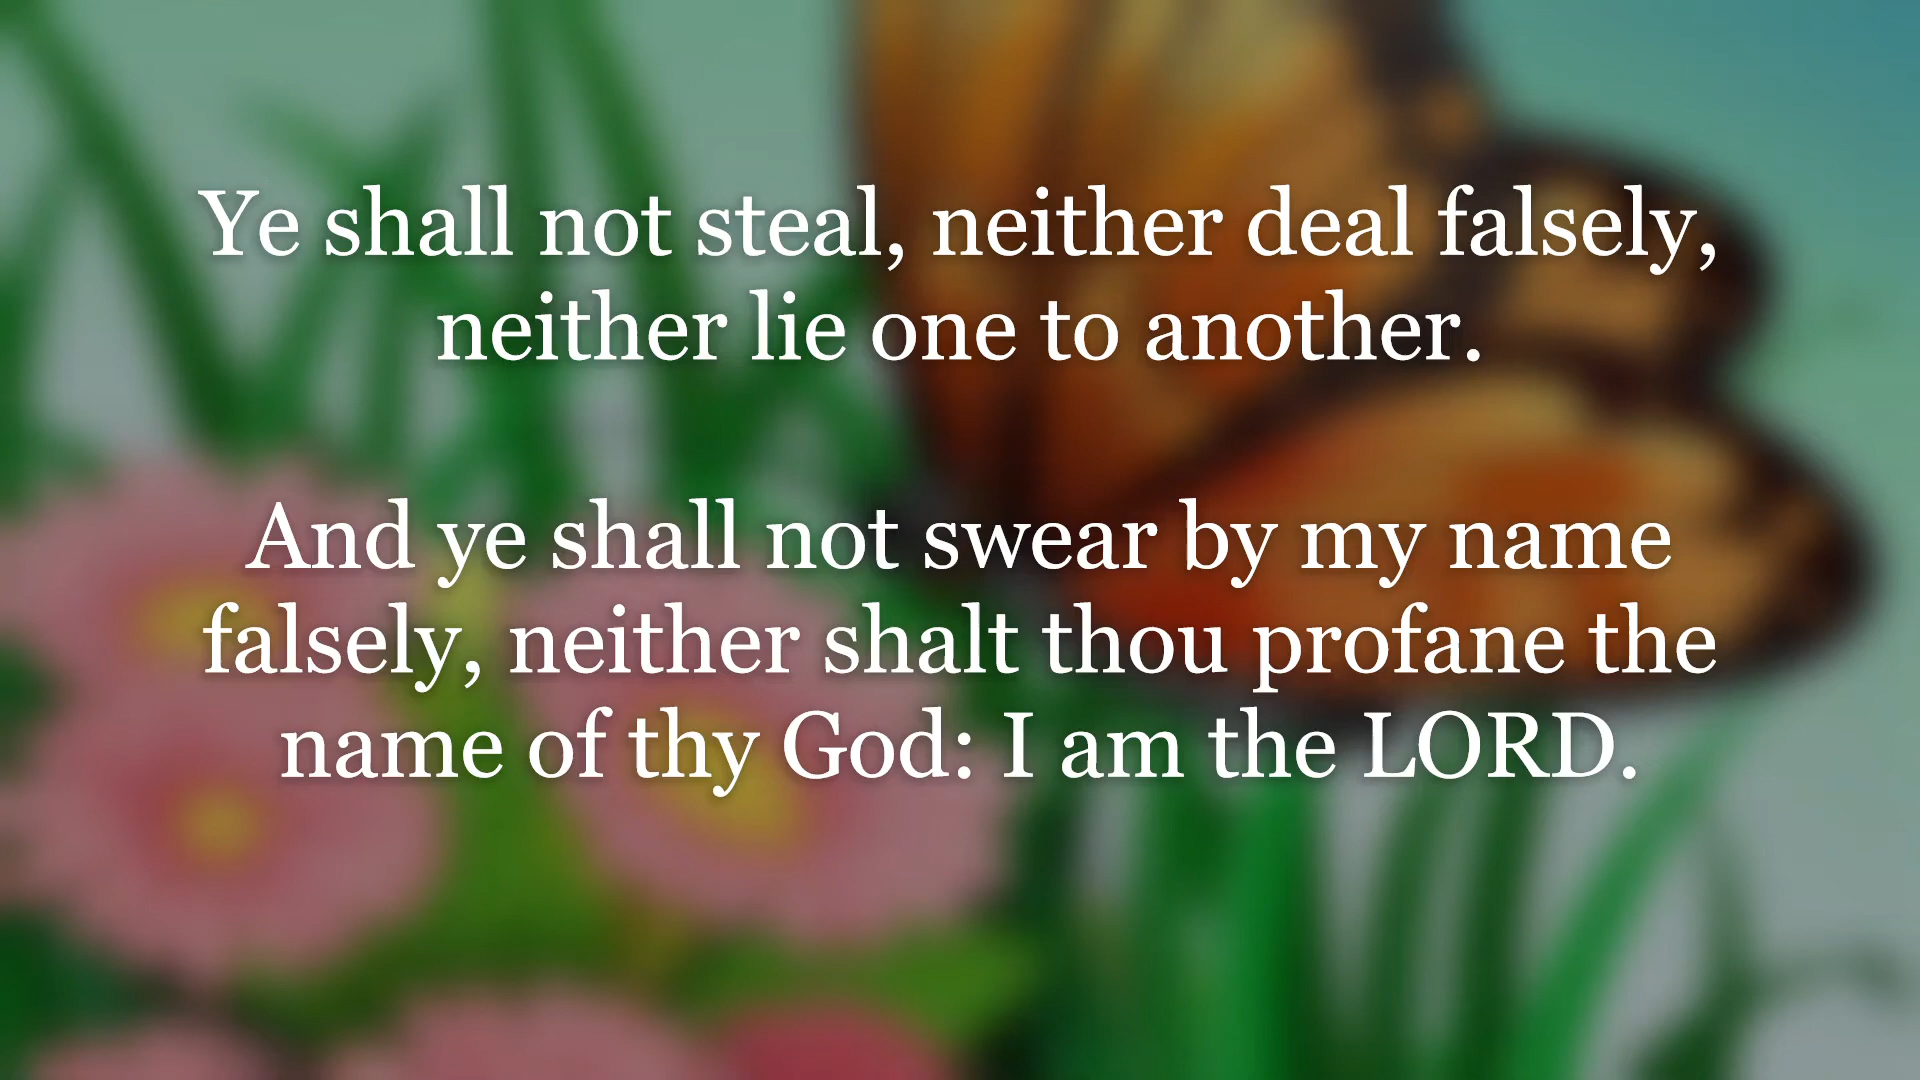 Ye shall not steal, neither deal falsely,
neither lie one to another.
And ye shall not swear by my name
falsely, neither shalt thou profane the
name of thy God: I am the LORD.